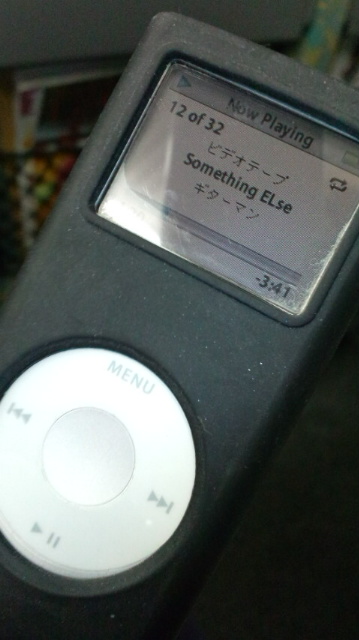 Now Playing
12 of 32
ビデオテープ
Something ELse
ギターマン
-3:41
MENU